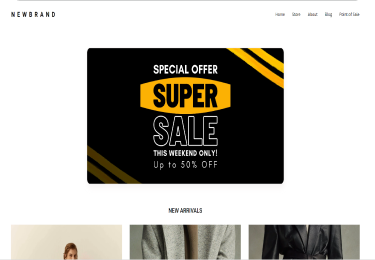 NEWBRAND
Home Store About Blog Point of Sale
SPECIAL OFFER
SUPER
SALE
THIS WEEKEND ONLY!
Up to 50% OFF
NEW ARRIVALS